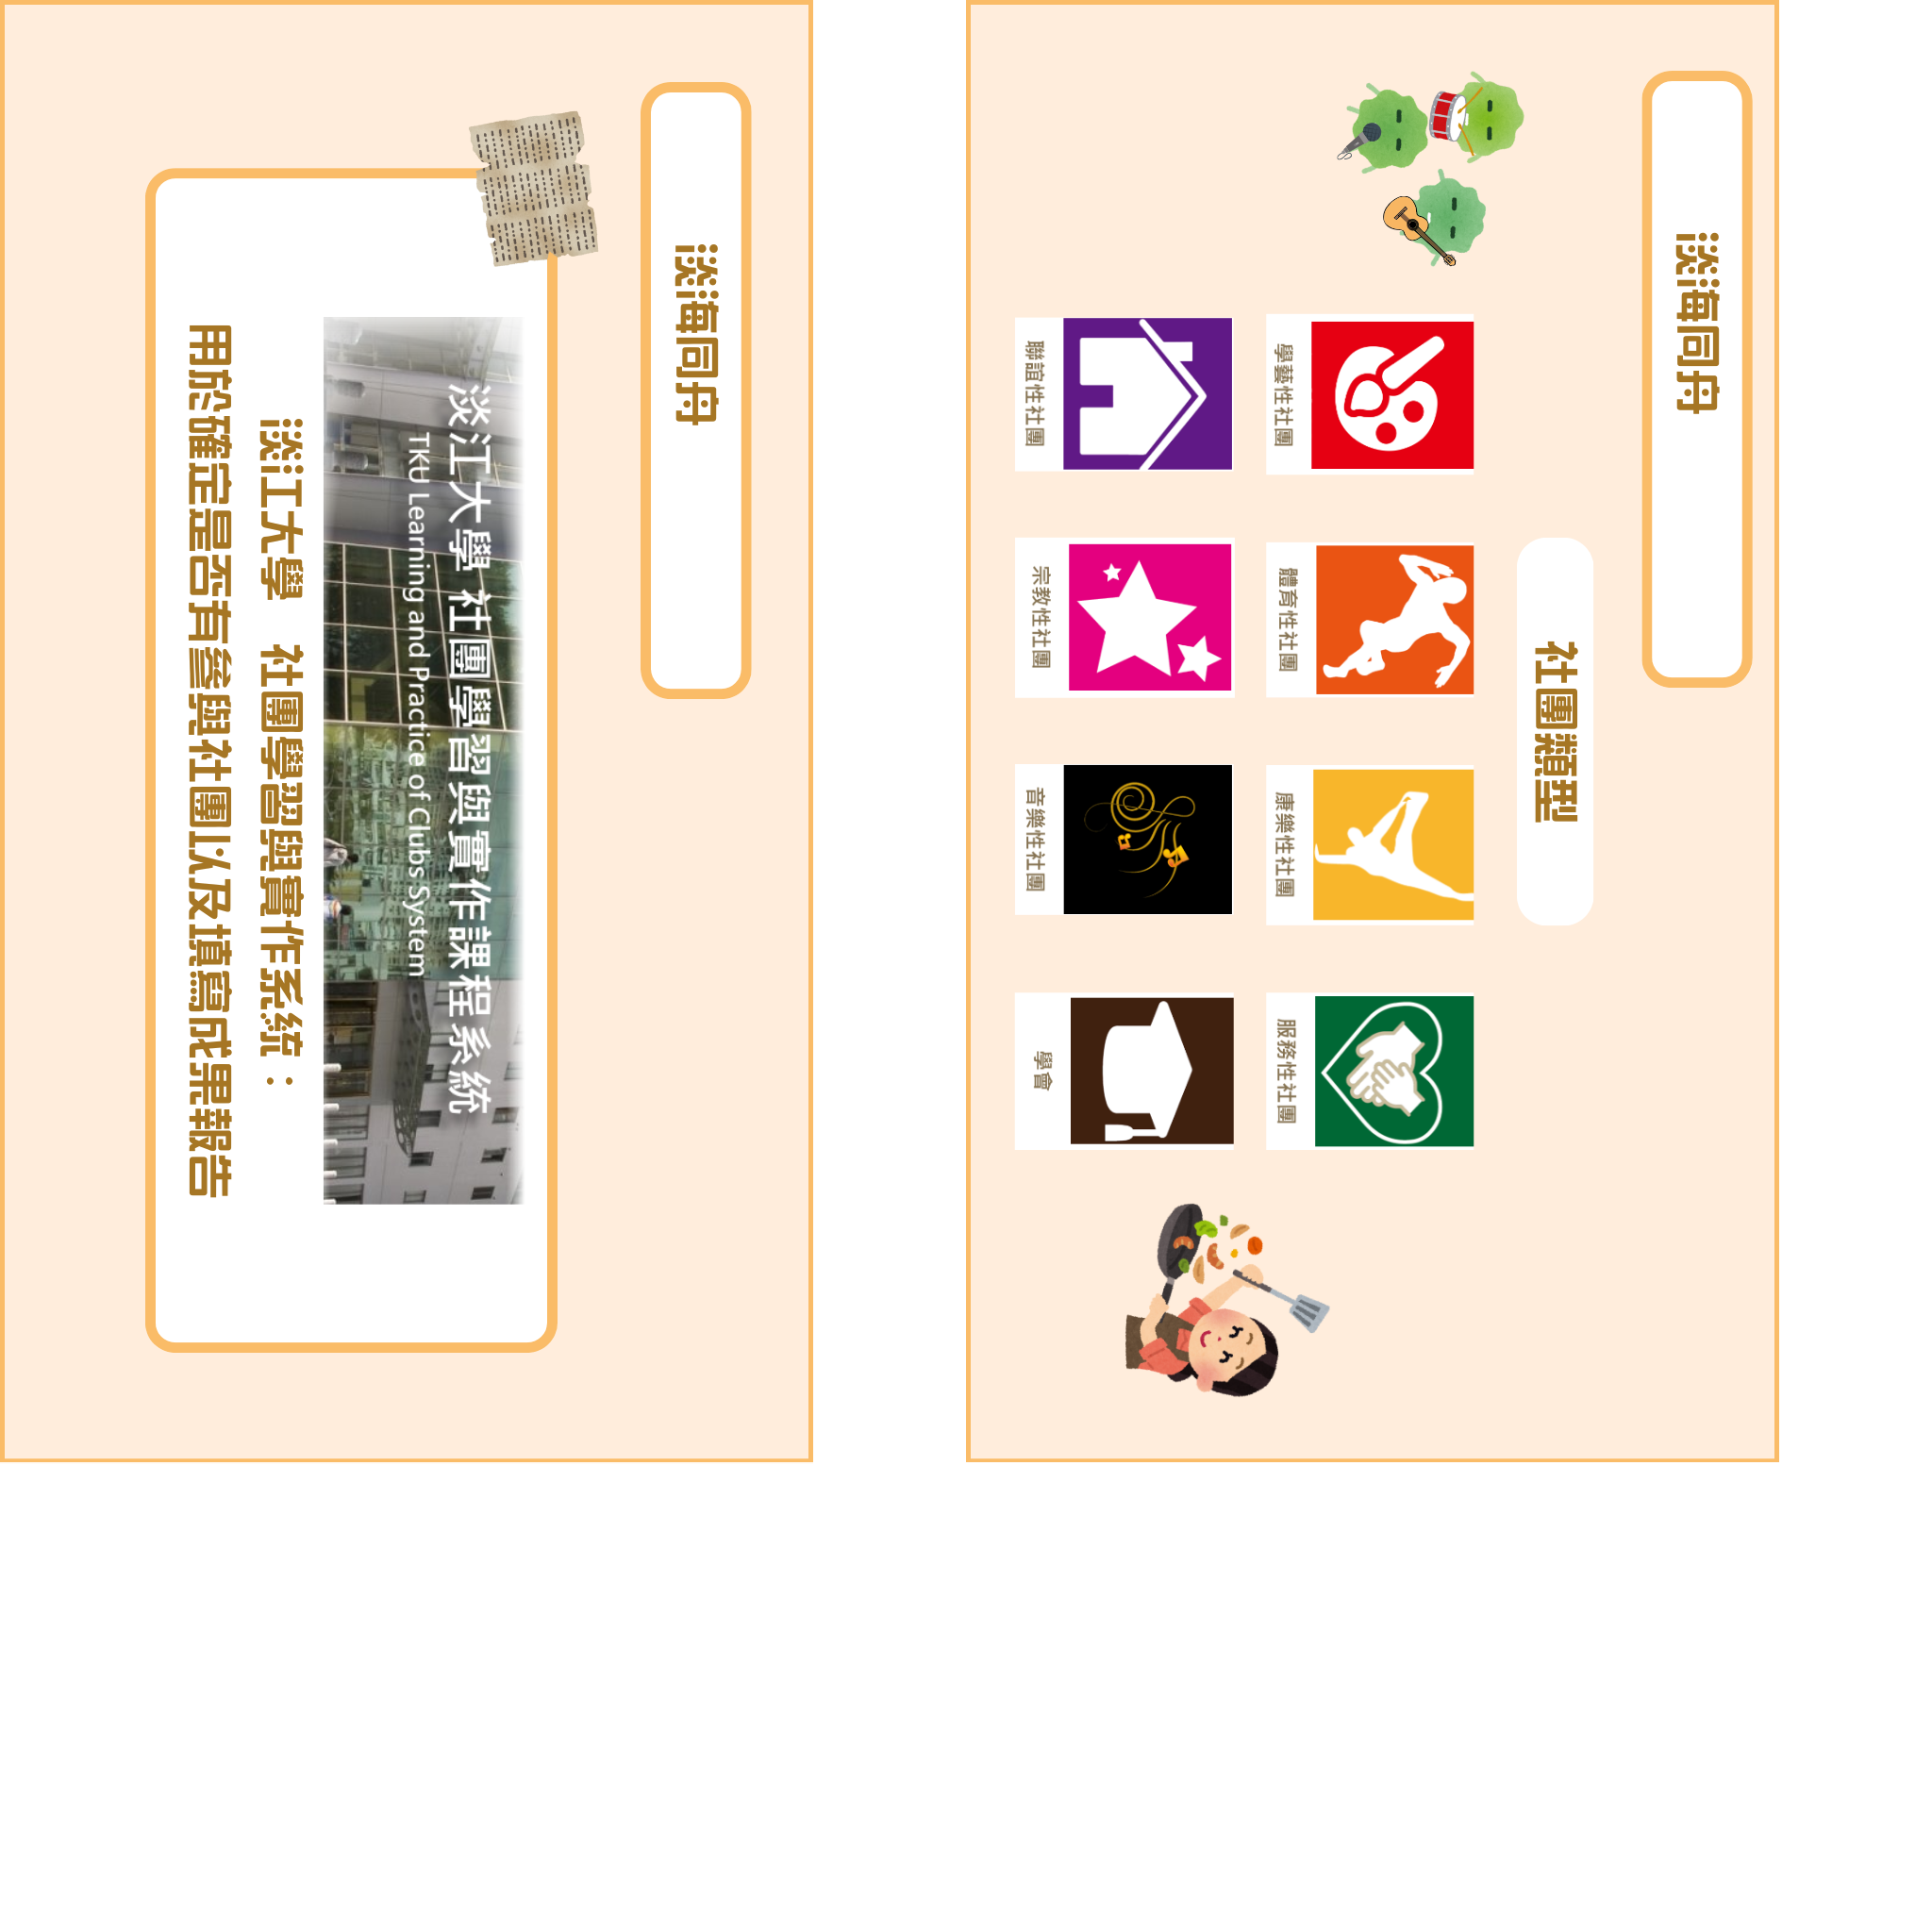 淡海同舟
社團類型
學藝性社團
體育性社團
康樂性社團
服務性社團
聯誼性社團
宗教性社團
音樂性社團
學會
淡海同舟
淡江大學 社團學習與實作課程系統
TKU Learning and Practice of Clubs System
淡江大學 社團學習與實作系統：
用於確定是否有參與社團以及填寫成果報告